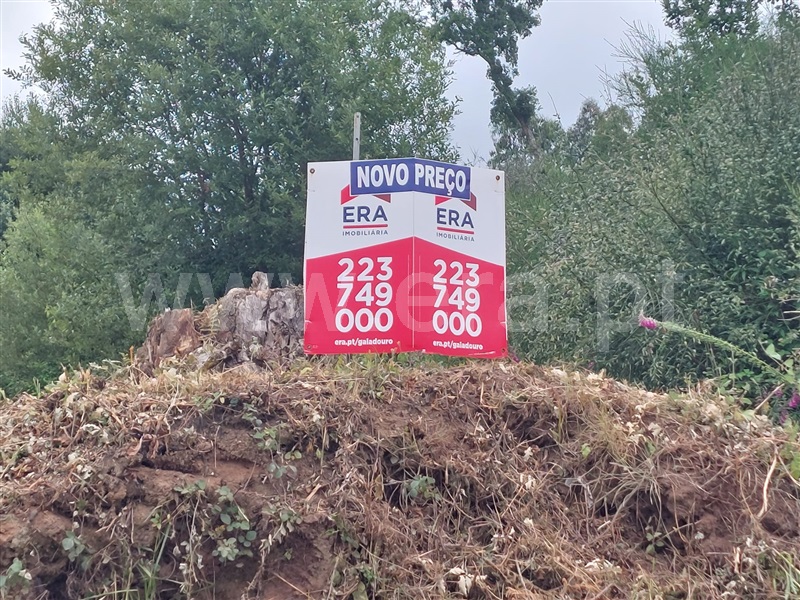 NOVO PREÇO
ERA
IMOBILIÁRIA
223
749
000
era.pt/gaiadouro
ERA
IMOBILIÁRIA
223
749
000
era.pt/gaiadouro
www.era.pt